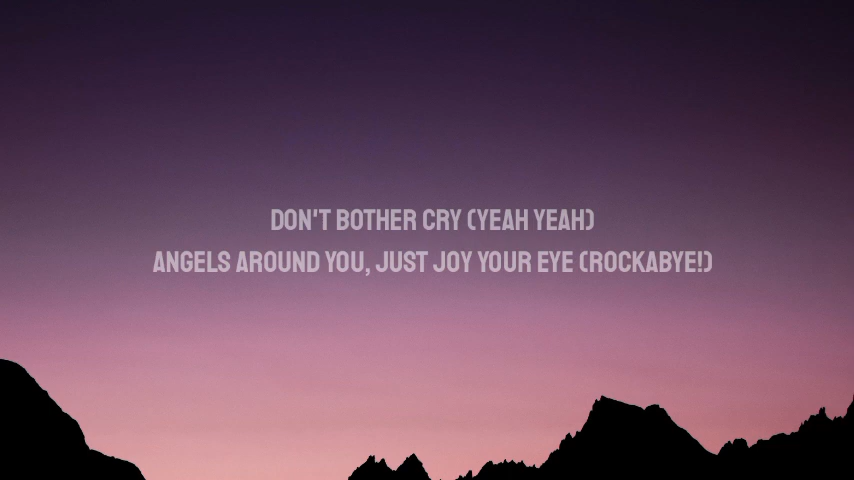 DON'T BOTHER CRY (YEAH YEAH)
ANGELS AROUND YOU, JUST JOY YOUR EYE (ROCKABYE!)